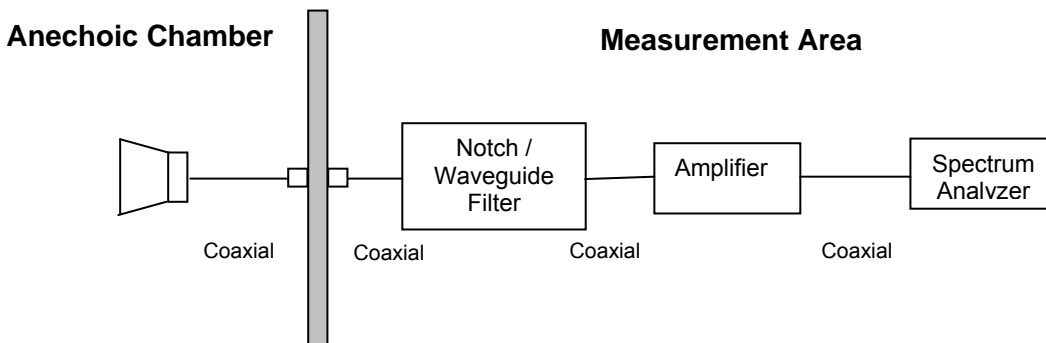 Anechoic Chamber
Measurement Area
Notch /
Waveguide
Filter
Amplifier
Spectrum
Analvzer
Coaxial
Coaxial
Coaxial
Coaxial